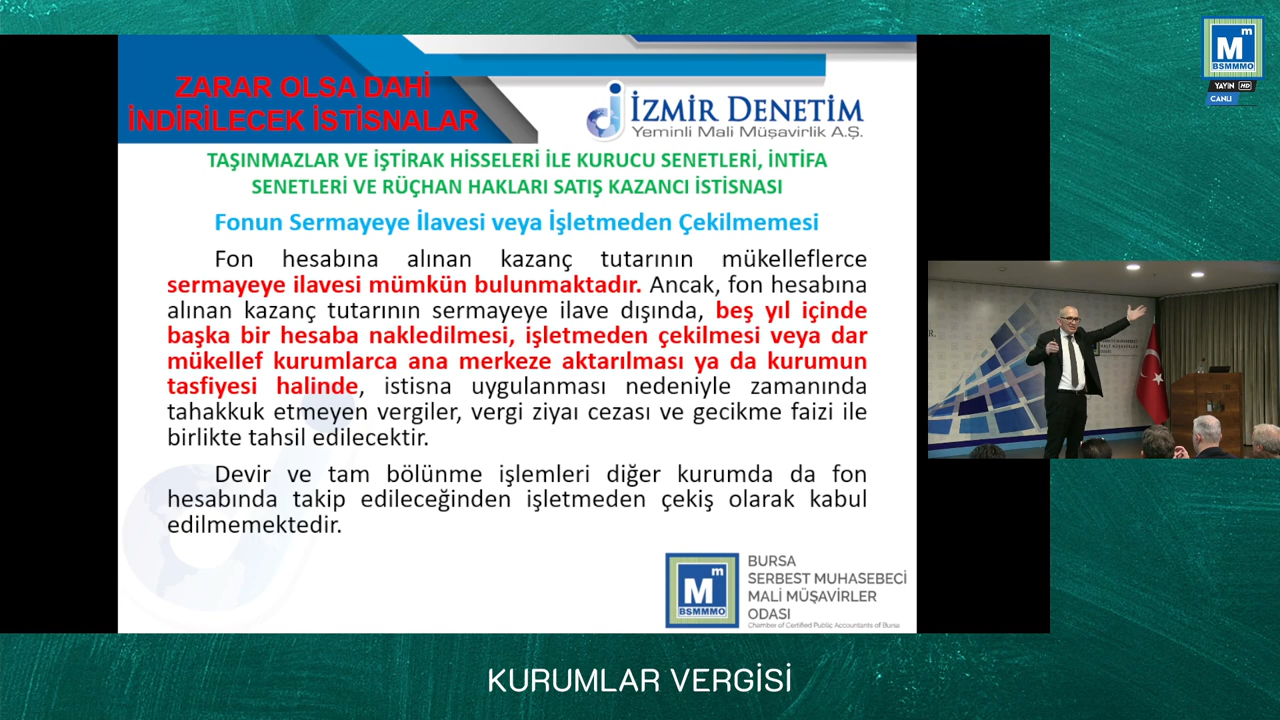 ZARAR OLSA DAHİ
İNDİRİLECEK İSTİSNALAR
İZMİR DENETİM
Yeminli Mali Müşavirlik A.Ş.
TAŞINMAZLAR VE İŞTİRAK HİSSELERİ İLE KURUCU SENETLERİ, İNTİFA
SENETLERİ VE RÜÇHAN HAKLARI SATIŞ KAZANCI İSTİSNASI
Fonun Sermayeye İlavesi veya İşletmeden Çekilmemesi
Fon hesabına alınan kazanç tutarının mükelleflerce
sermayeye ilavesi mümkün bulunmaktadır. Ancak, fon hesabına
alınan kazanç tutarının sermayeye ilave dışında, beş yıl içinde
başka bir hesaba nakledilmesi, işletmeden çekilmesi veya dar
mükellef kurumlarca ana merkeze aktarılması ya da kurumun
tasfiyesi halinde, istisna uygulanması nedeniyle zamanında
tahakkuk etmeyen vergiler, vergi ziyaı cezası ve gecikme faizi ile
birlikte tahsil edilecektir.
Devir ve tam bölünme işlemleri diğer kurumda da fon
hesabında takip edileceğinden işletmeden çekiş olarak kabul
edilmemektedir.
Mm
BSMMMO
BURSA
SERBEST MUHASEBECİ
MALİ MÜŞAVİRLER
ODASI
Chamber of Certified Public Accountants of Bursa
Mm
BSMMMO
YAYIN HD
CANLI
KURUMLAR VERGİSİ